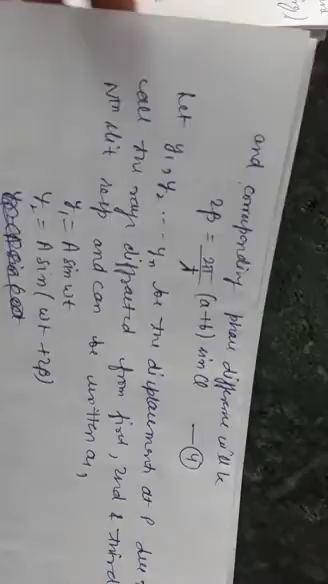 and corresponding phase difference will be
2β = 2π/λ (a+b) sin θ — (4)
Let y₁, y₂ ... yₙ be the displacement at P due
call the rays diffracted from first, 2nd & third
Nth slit resp and can be written as,
y₁ = A sin ωt
y₂ = A sin (ωt + 2β)